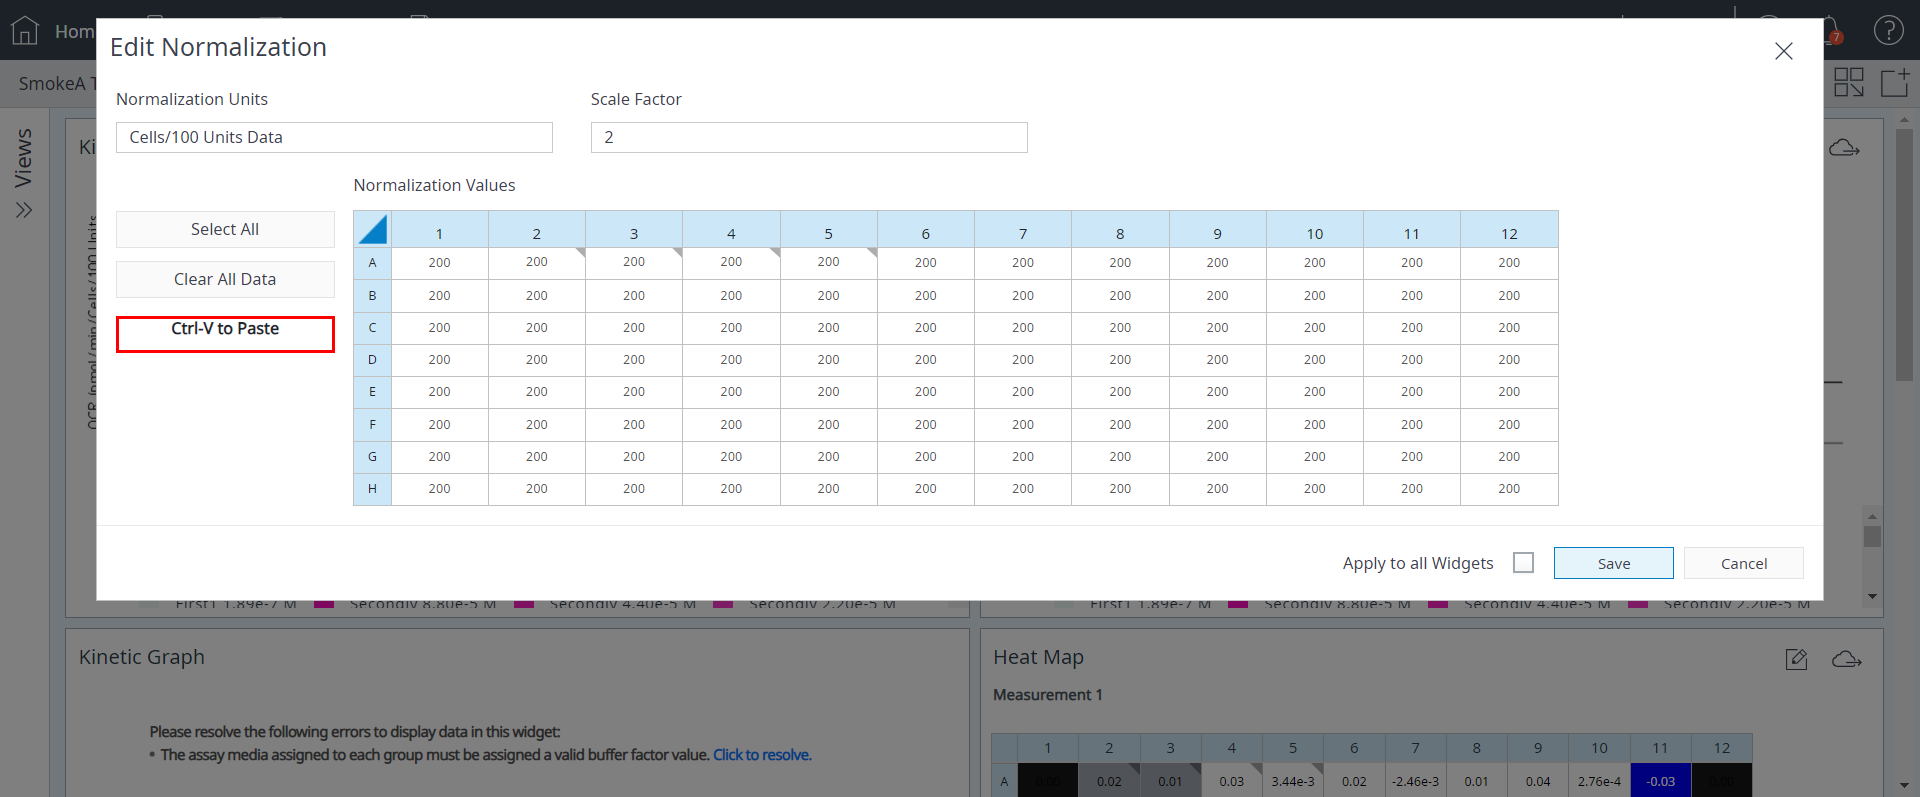 Hom
7
?
SmokeA T
Edit Normalization
Normalization Units
Scale Factor
Cells/100 Units Data
2
Views
Ki
Normalization Values
Select All
Clear All Data
Ctrl-V to Paste
1 2 3 4 5 6 7 8 9 10 11 12
A 200 200 200 200 200 200 200 200 200 200 200 200
B 200 200 200 200 200 200 200 200 200 200 200 200
C 200 200 200 200 200 200 200 200 200 200 200 200
D 200 200 200 200 200 200 200 200 200 200 200 200
E 200 200 200 200 200 200 200 200 200 200 200 200
F 200 200 200 200 200 200 200 200 200 200 200 200
G 200 200 200 200 200 200 200 200 200 200 200 200
H 200 200 200 200 200 200 200 200 200 200 200 200
Apply to all Widgets
Save
Cancel
First1 1.89e-7 M Secondly 8.80e-5 M Secondly 4.40e-5 M Secondly 2.20e-5 M
First1 1.89e-7 M Secondly 8.80e-5 M Secondly 4.40e-5 M Secondly 2.20e-5 M
Kinetic Graph
Please resolve the following errors to display data in this widget:
• The assay media assigned to each group must be assigned a valid buffer factor value. Click to resolve.
Heat Map
Measurement 1
1 2 3 4 5 6 7 8 9 10 11 12
A 0.00 0.02 0.01 0.03 3.44e-3 0.02 -2.46e-3 0.01 0.04 2.76e-4 -0.03 0.00